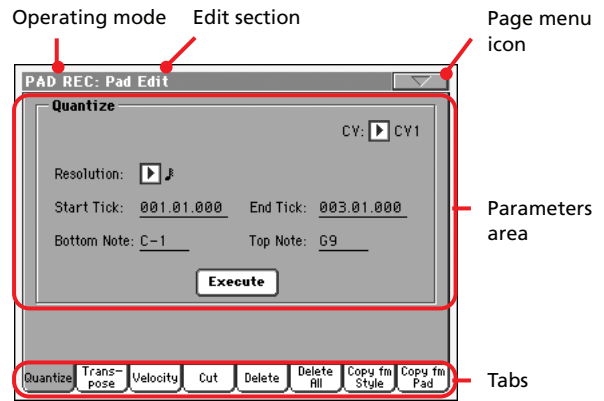 Operating mode Edit section Page menu
icon
PAD REC: Pad Edit
Quantize
CV: CV1
Resolution:
Start Tick: 001.01.000 End Tick: 003.01.000
Parameters
area
Bottom Note: C-1 Top Note: G9
Execute
Quantize Trans-
pose Velocity Cut Delete Delete
All Copy fm
Style Copy fm
Pad
Tabs